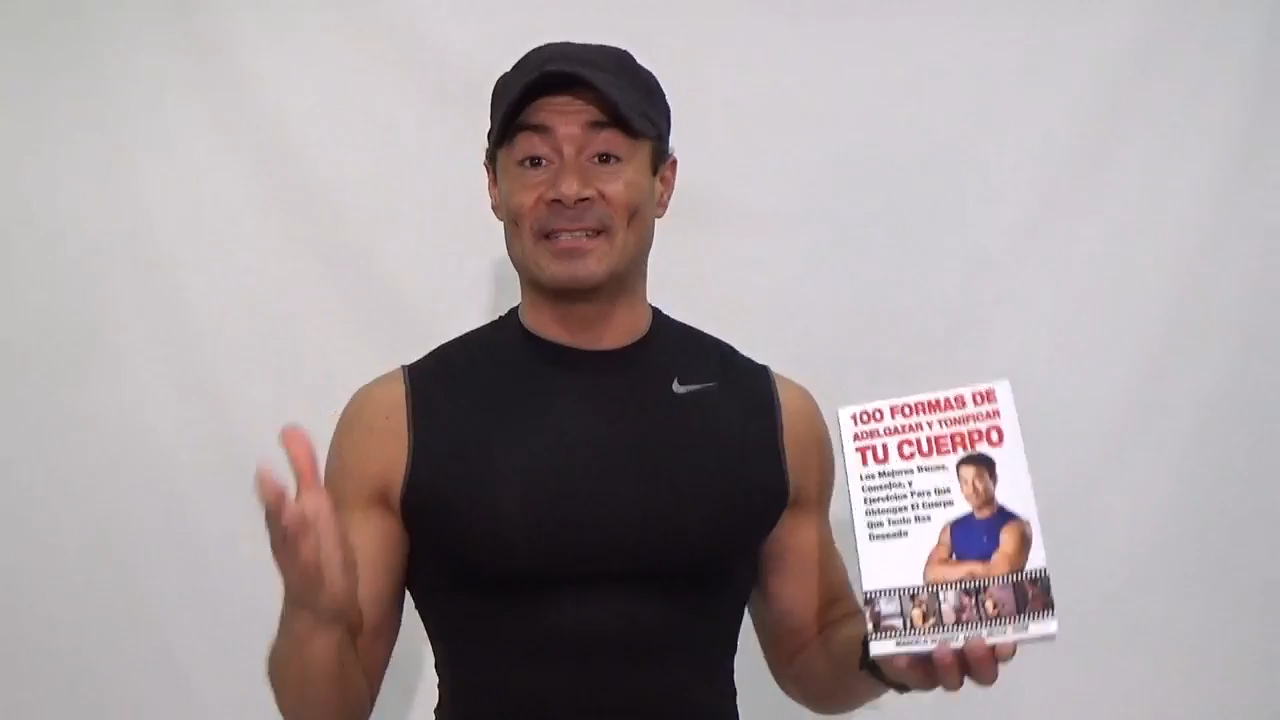 100 FORMAS DE
ADELGAZAR Y TONIFICAR
TU CUERPO
Los Mejores Trucos,
Consejos, y
Ejercicios Para Que
Obtengas El Cuerpo
Que Tanto Has
Deseado